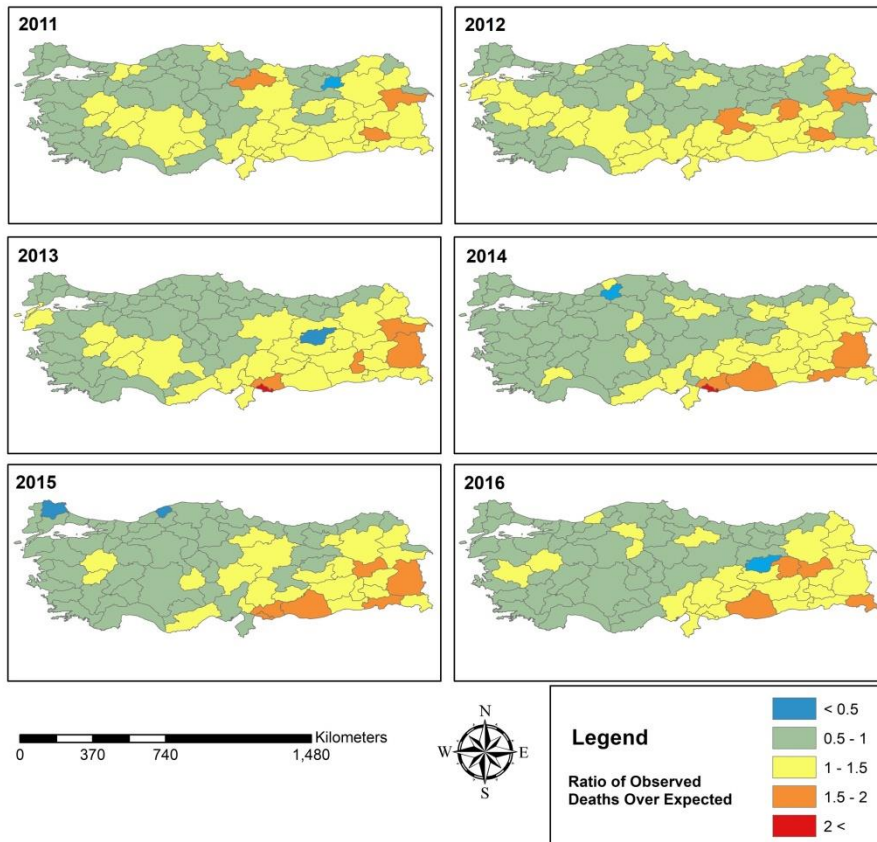 2011
2012
2013
2014
2015
2016
Kilometers
0 370 740 1,480
N
W E
S
Legend
Ratio of Observed
Deaths Over Expected
< 0.5
0.5 - 1
1 - 1.5
1.5 - 2
2 <